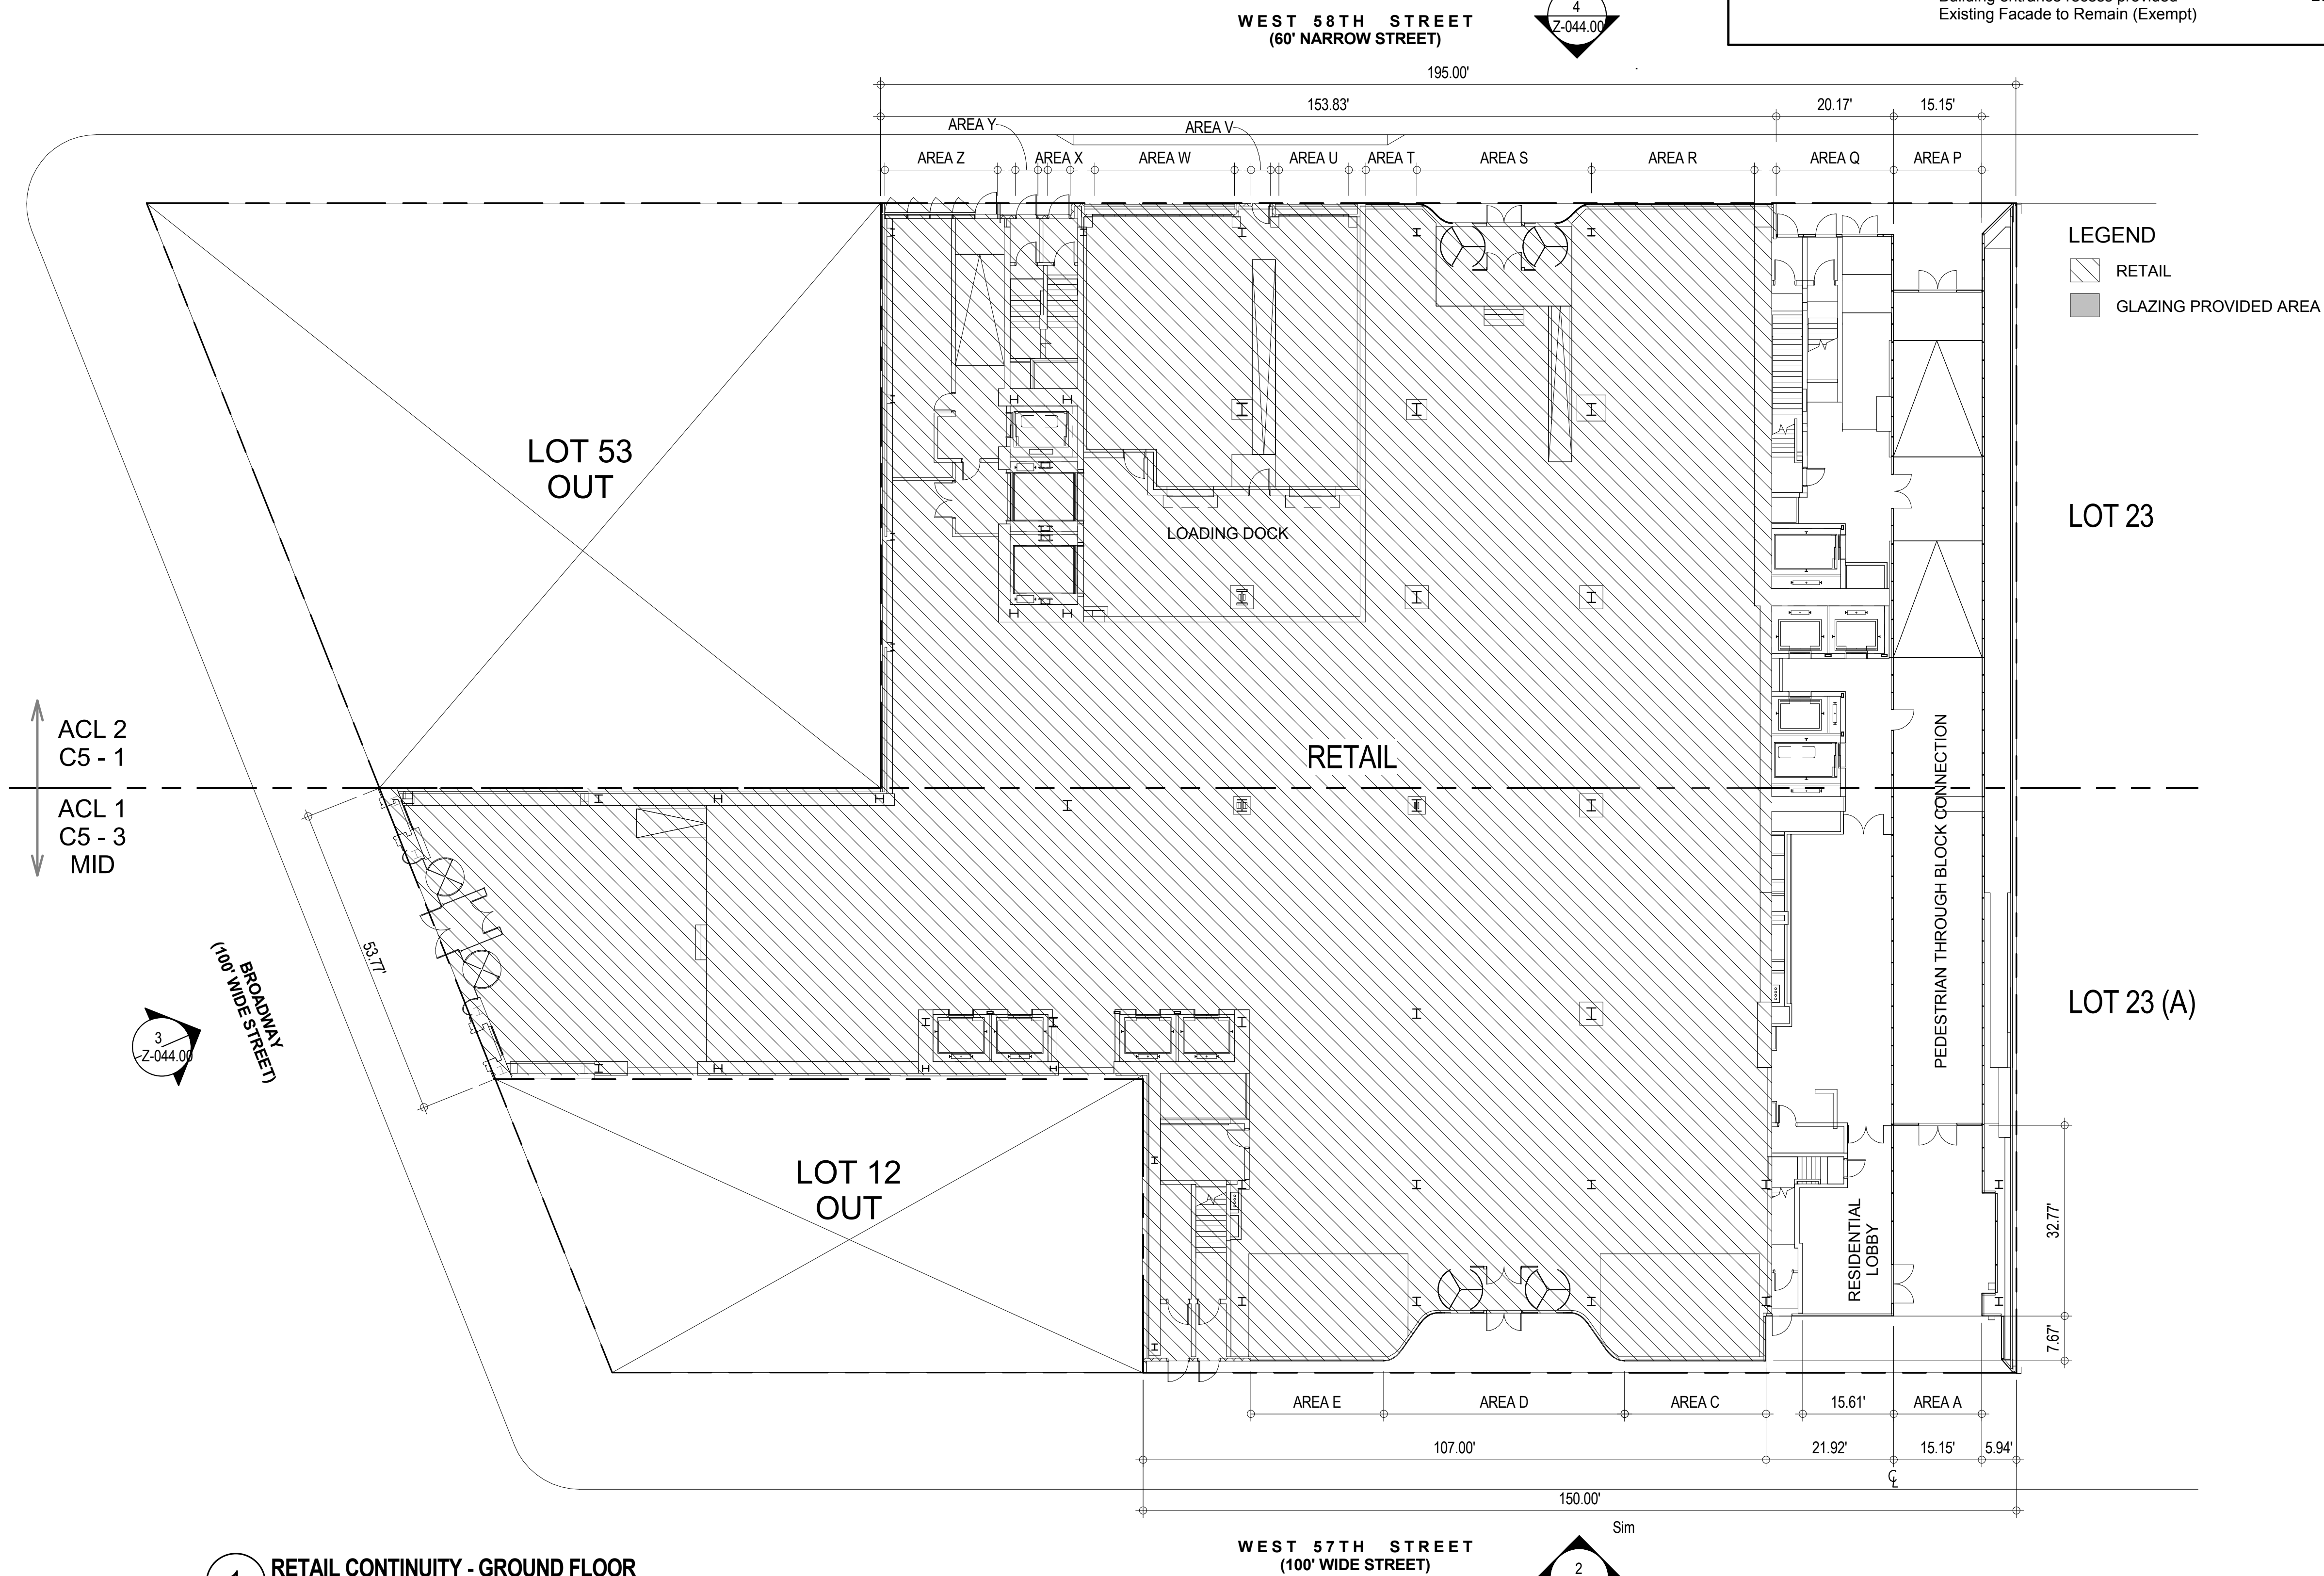 Existing Facade to Remain (Exempt)
WEST 58TH STREET
(60' NARROW STREET)
4
Z-044.00
195.00'
153.83'
20.17'
15.15'
AREA Y
AREA V
AREA Z
AREA X
AREA W
AREA U
AREA T
AREA S
AREA R
AREA Q
AREA P
LEGEND
RETAIL
GLAZING PROVIDED AREA
LOT 53
OUT
LOADING DOCK
LOT 23
ACL 2
C5 - 1
RETAIL
ACL 1
C5 - 3
MID
PEDESTRIAN THROUGH BLOCK CONNECTION
53.77'
BROADWAY
(100' WIDE STREET)
3
Z-044.00
LOT 23 (A)
LOT 12
OUT
RESIDENTIAL
LOBBY
32.77'
7.67'
AREA E
AREA D
AREA C
15.61'
AREA A
107.00'
21.92'
15.15'
5.94'
150.00'
Sim
WEST 57TH STREET
(100' WIDE STREET)
2
RETAIL CONTINUITY - GROUND FLOOR